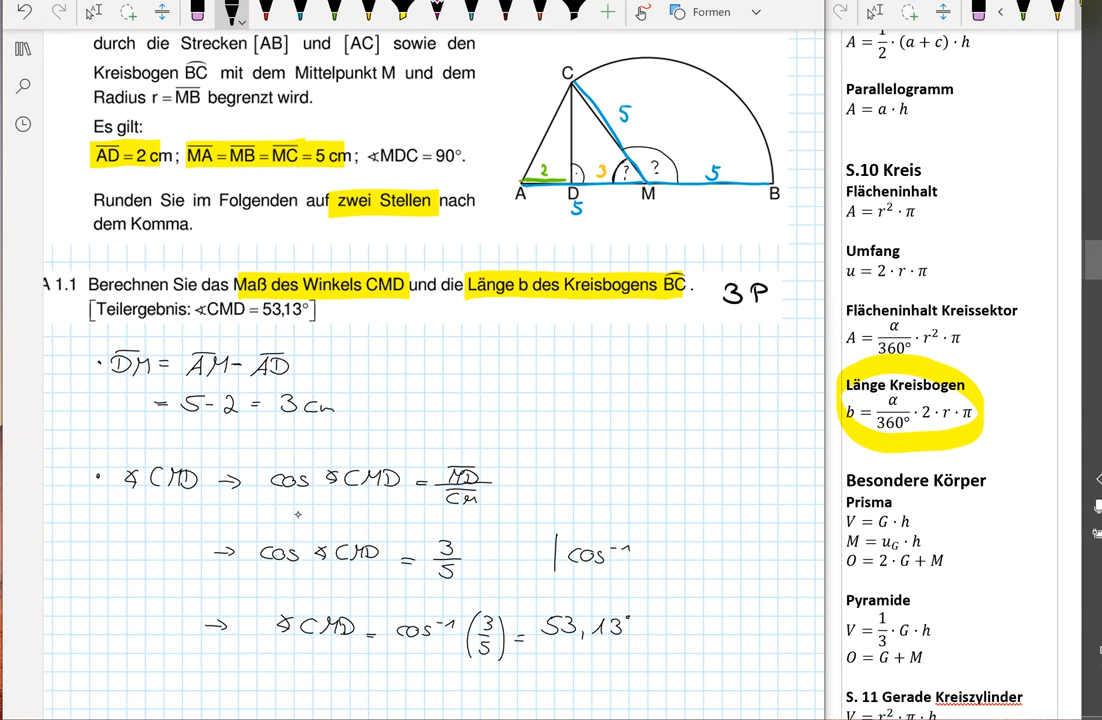 Formen
durch die Strecken [AB] und [AC] sowie den
Kreisbogen BC mit dem Mittelpunkt M und dem
Radius r = MB begrenzt wird.
Es gilt:
AD = 2 cm; MA = MB = MC = 5 cm; ∢MDC = 90°.
Runden Sie im Folgenden auf zwei Stellen nach
dem Komma.
C
5
2
3
?
?
5
A
D
M
B
5
A 1.1 Berechnen Sie das Maß des Winkels CMD und die Länge b des Kreisbogens BC.
3 P
[Teilergebnis: ∢CMD = 53,13°]
· DM = AM - AD
= 5 - 2 = 3 cm
· ∢ CMD → cos ∢ CMD = MD/CM
→ cos ∢ CMD = 3/5 | cos⁻¹
→ ∢ CMD = cos⁻¹ (3/5) = 53,13°
A = 1/2 · (a + c) · h
Parallelogramm
A = a · h
S.10 Kreis
Flächeninhalt
A = r² · π
Umfang
u = 2 · r · π
Flächeninhalt Kreissektor
A = α/360° · r² · π
Länge Kreisbogen
b = α/360° · 2 · r · π
Besondere Körper
Prisma
V = G · h
M = u_G · h
O = 2 · G + M
Pyramide
V = 1/3 · G · h
O = G + M
S. 11 Gerade Kreiszylinder
V = r² · π · h